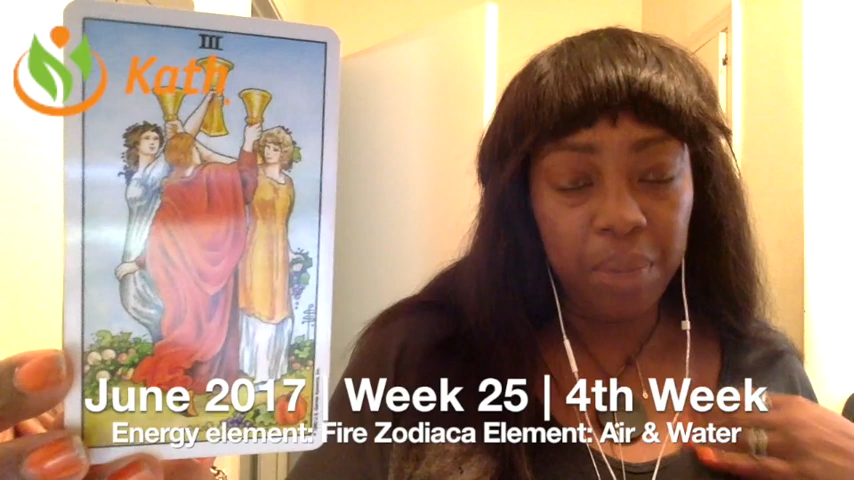 III
Kath
June 2017 | Week 25 | 4th Week
Energy element: Fire Zodiaca Element: Air & Water